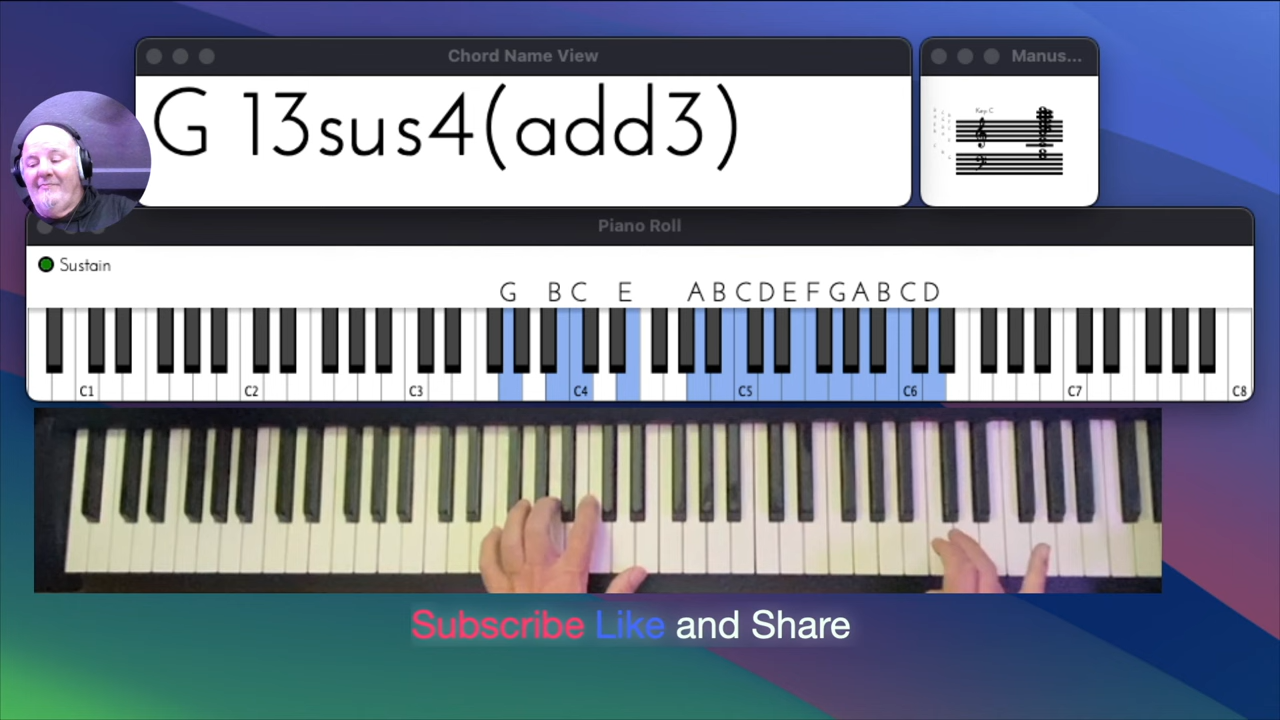 Chord Name View
Manus...
G 13sus4(add3)
Key C
Piano Roll
Sustain
G B C E A B C D E F G A B C D
C1 C2 C3 C4 C5 C6 C7 C8
Subscribe Like and Share